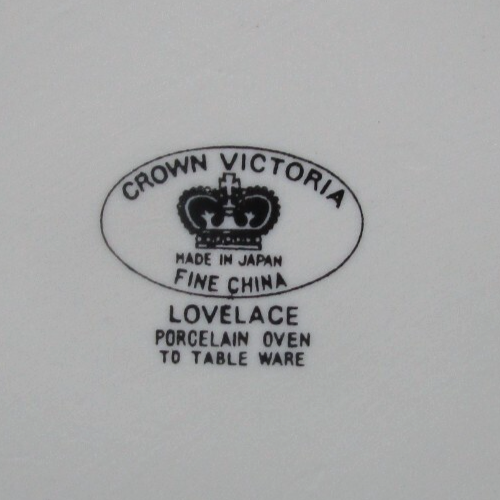 CROWN VICTORIA
MADE IN JAPAN
FINE CHINA
LOVELACE
PORCELAIN OVEN
TO TABLE WARE